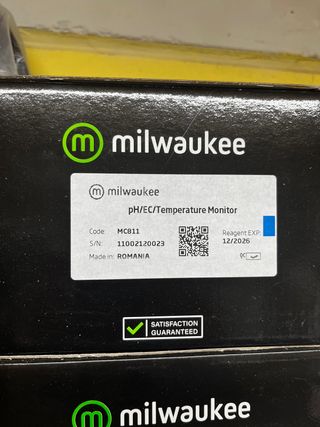 milwaukee
milwaukee
pH/EC/Temperature Monitor
Code: MC811
S/N: 11002120023
Made in: ROMANIA
Reagent EXP:
12/2026
QC
SATISFACTION
GUARANTEED
milwaukee